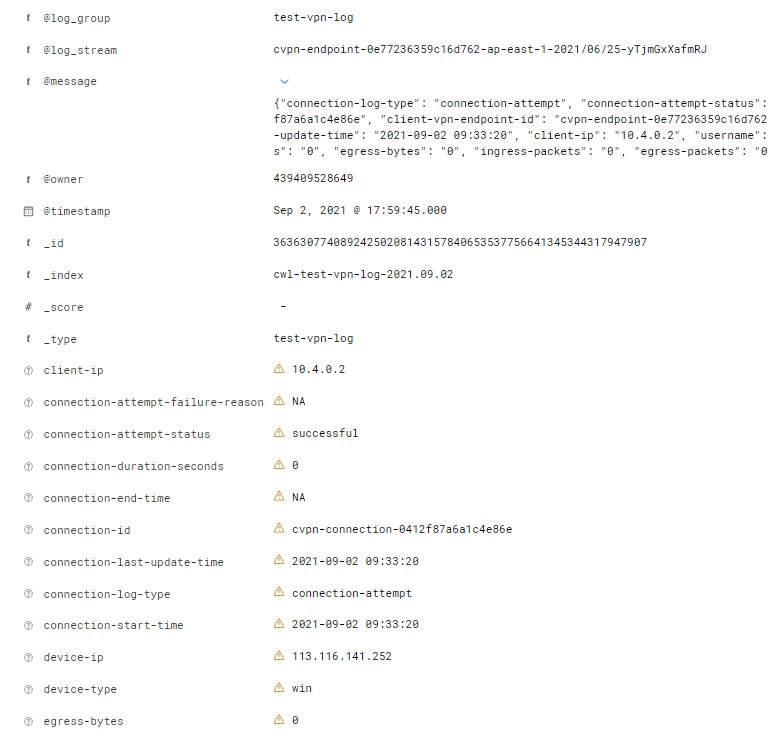 t @log_group test-vpn-log
t @log_stream cvpn-endpoint-0e77236359c16d762-ap-east-1-2021/06/25-yTjmGxXafmRJ
t @message
{"connection-log-type": "connection-attempt", "connection-attempt-status":
f87a6a1c4e86e", "client-vpn-endpoint-id": "cvpn-endpoint-0e77236359c16d762
-update-time": "2021-09-02 09:33:20", "client-ip": "10.4.0.2", "username":
s": "0", "egress-bytes": "0", "ingress-packets": "0", "egress-packets": "0
t @owner 439409528649
@timestamp Sep 2, 2021 @ 17:59:45.000
t _id 36363077408924250208143157840653537756641345344317947907
t _index cwl-test-vpn-log-2021.09.02
# _score -
t _type test-vpn-log
client-ip 10.4.0.2
connection-attempt-failure-reason NA
connection-attempt-status successful
connection-duration-seconds 0
connection-end-time NA
connection-id cvpn-connection-0412f87a6a1c4e86e
connection-last-update-time 2021-09-02 09:33:20
connection-log-type connection-attempt
connection-start-time 2021-09-02 09:33:20
device-ip 113.116.141.252
device-type win
egress-bytes 0